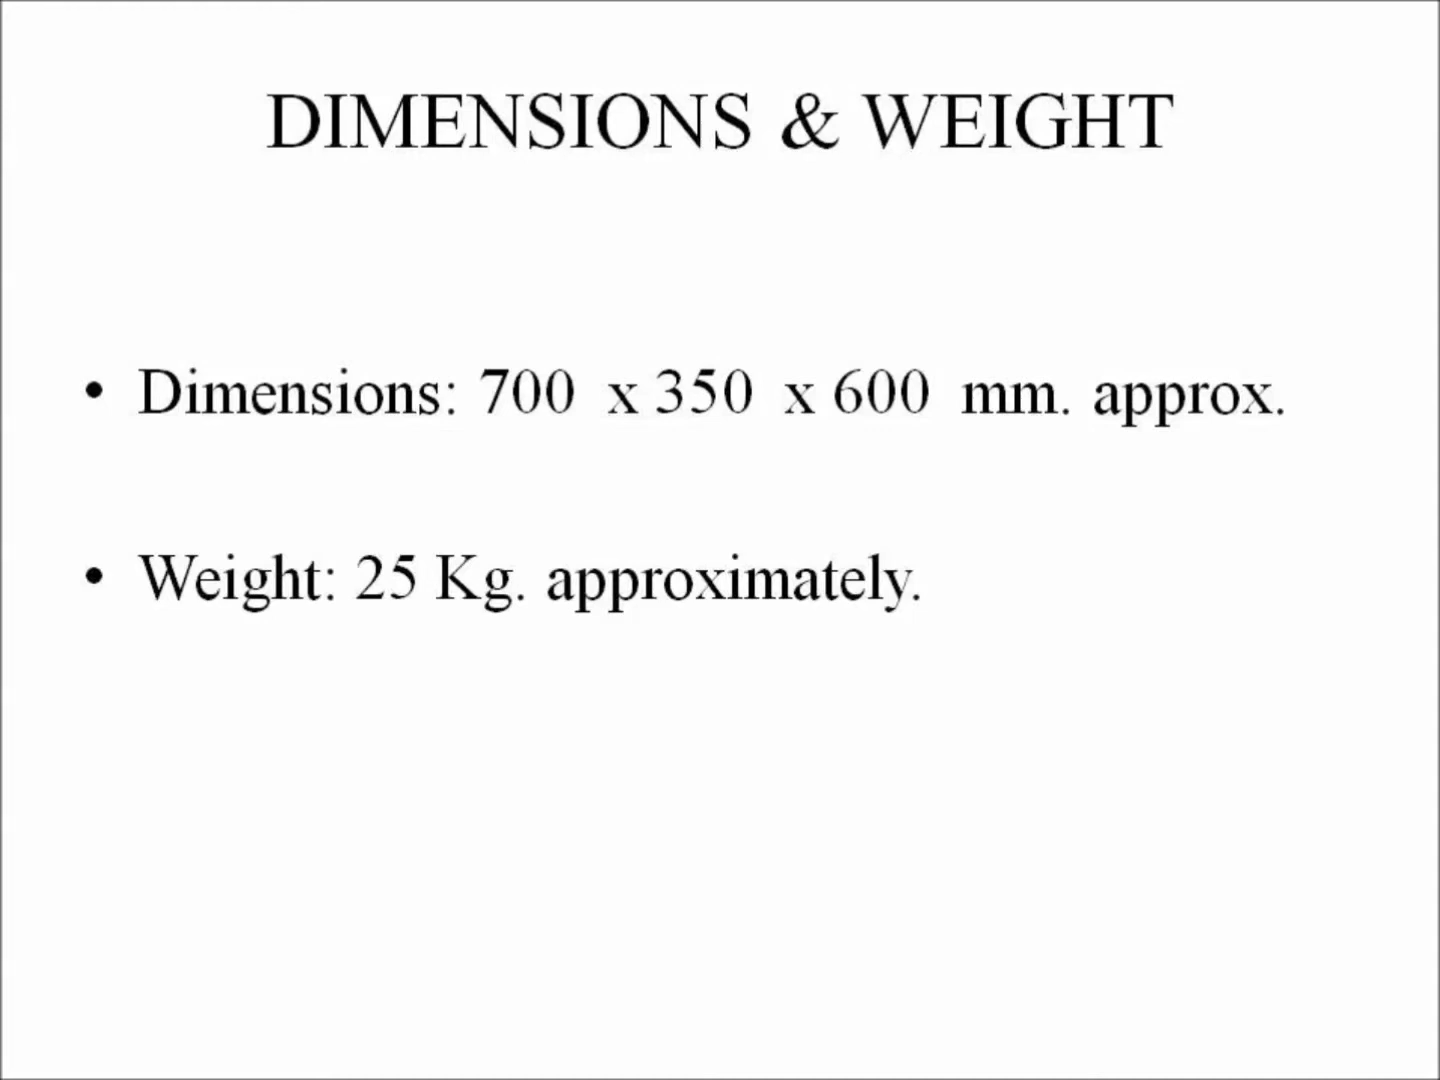 DIMENSIONS & WEIGHT
• Dimensions: 700 x 350 x 600 mm. approx.
• Weight: 25 Kg. approximately.